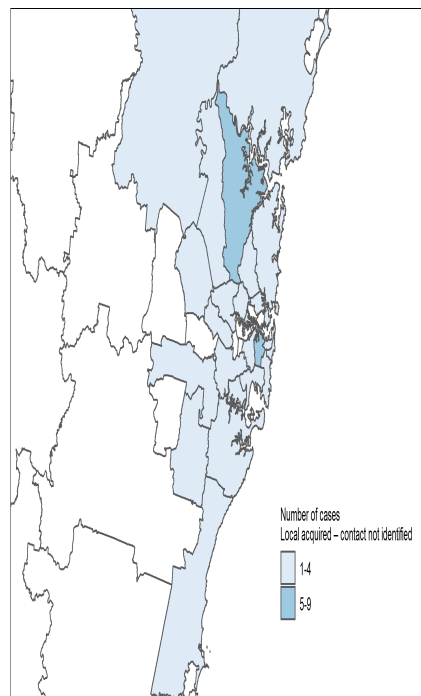 Number of cases
Local acquired – contact not identified
1-4
5-9